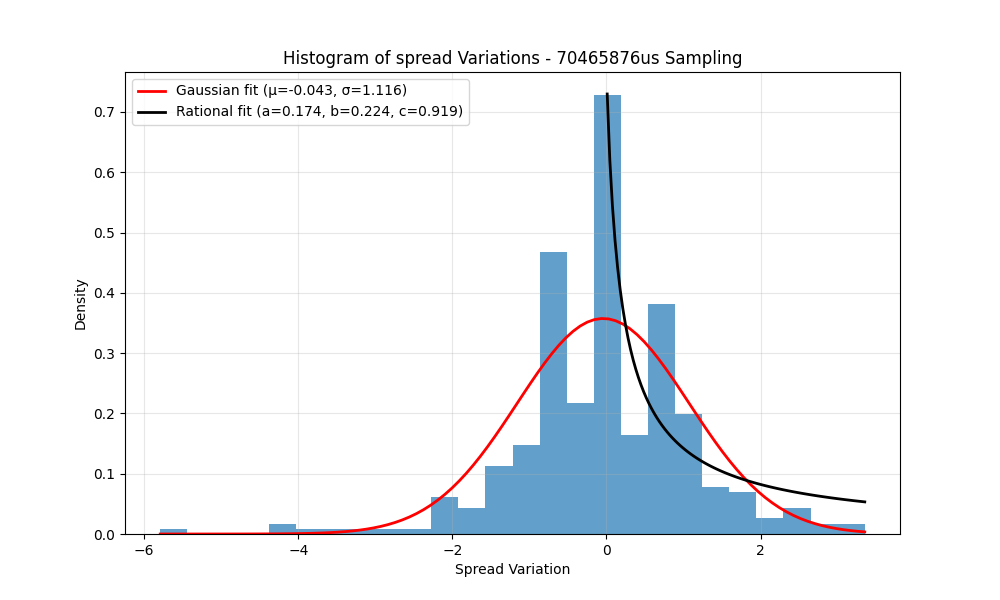 Histogram of spread Variations - 70465876us Sampling
Gaussian fit (μ=-0.043, σ=1.116)
Rational fit (a=0.174, b=0.224, c=0.919)
Density
0.7
0.6
0.5
0.4
0.3
0.2
0.1
0.0
−6
−4
−2
0
2
Spread Variation